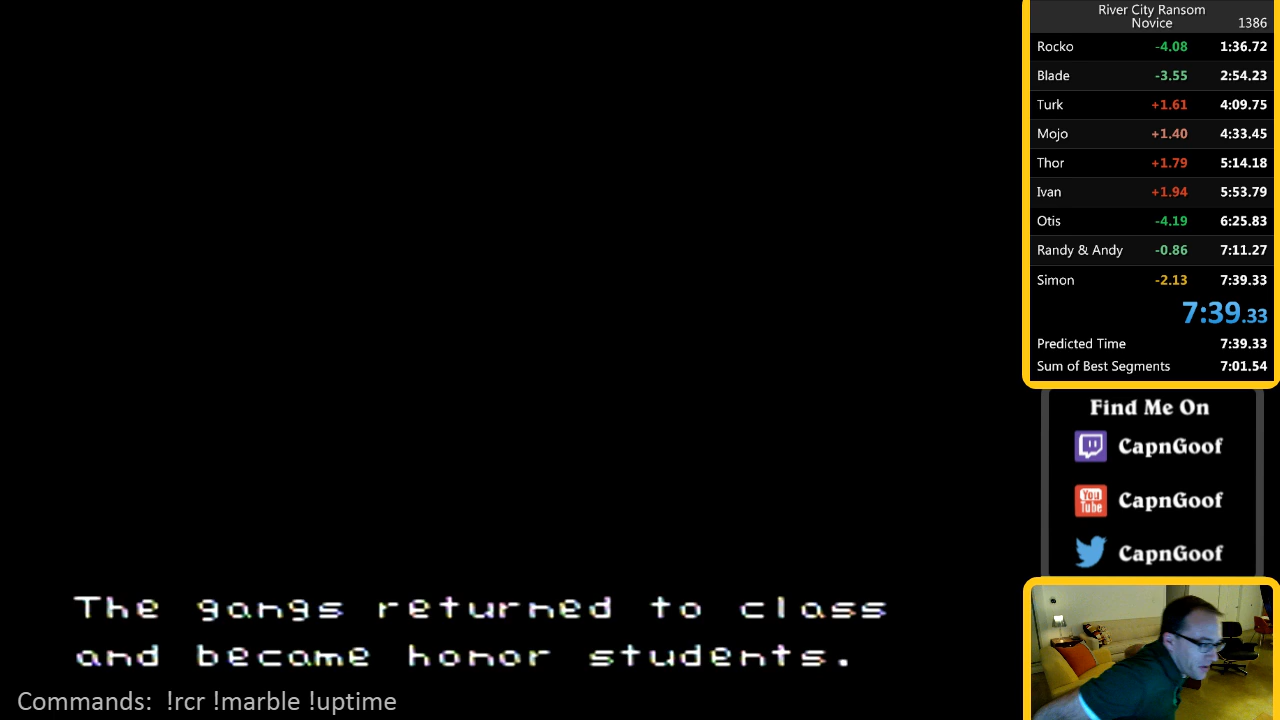 River City Ransom
Novice 1386
Rocko -4.08 1:36.72
Blade -3.55 2:54.23
Turk +1.61 4:09.75
Mojo +1.40 4:33.45
Thor +1.79 5:14.18
Ivan +1.94 5:53.79
Otis -4.19 6:25.83
Randy & Andy -0.86 7:11.27
Simon -2.13 7:39.33
7:39.33
Predicted Time 7:39.33
Sum of Best Segments 7:01.54
Find Me On
CapnGoof
You Tube CapnGoof
CapnGoof
The gangs returned to class
and became honor students.
Commands: !rcr !marble !uptime